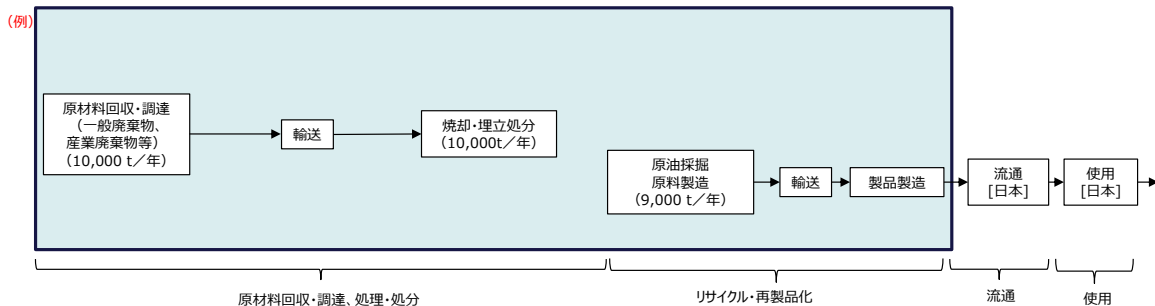 （例）
原材料回収・調達
（一般廃棄物、
産業廃棄物等）
（10,000 t／年）
輸送
焼却・埋立処分
（10,000t／年）
原油採掘
原料製造
（9,000 t／年）
輸送
製品製造
流通
[日本]
使用
[日本]
原材料回収・調達、処理・処分
リサイクル・再製品化
流通
使用